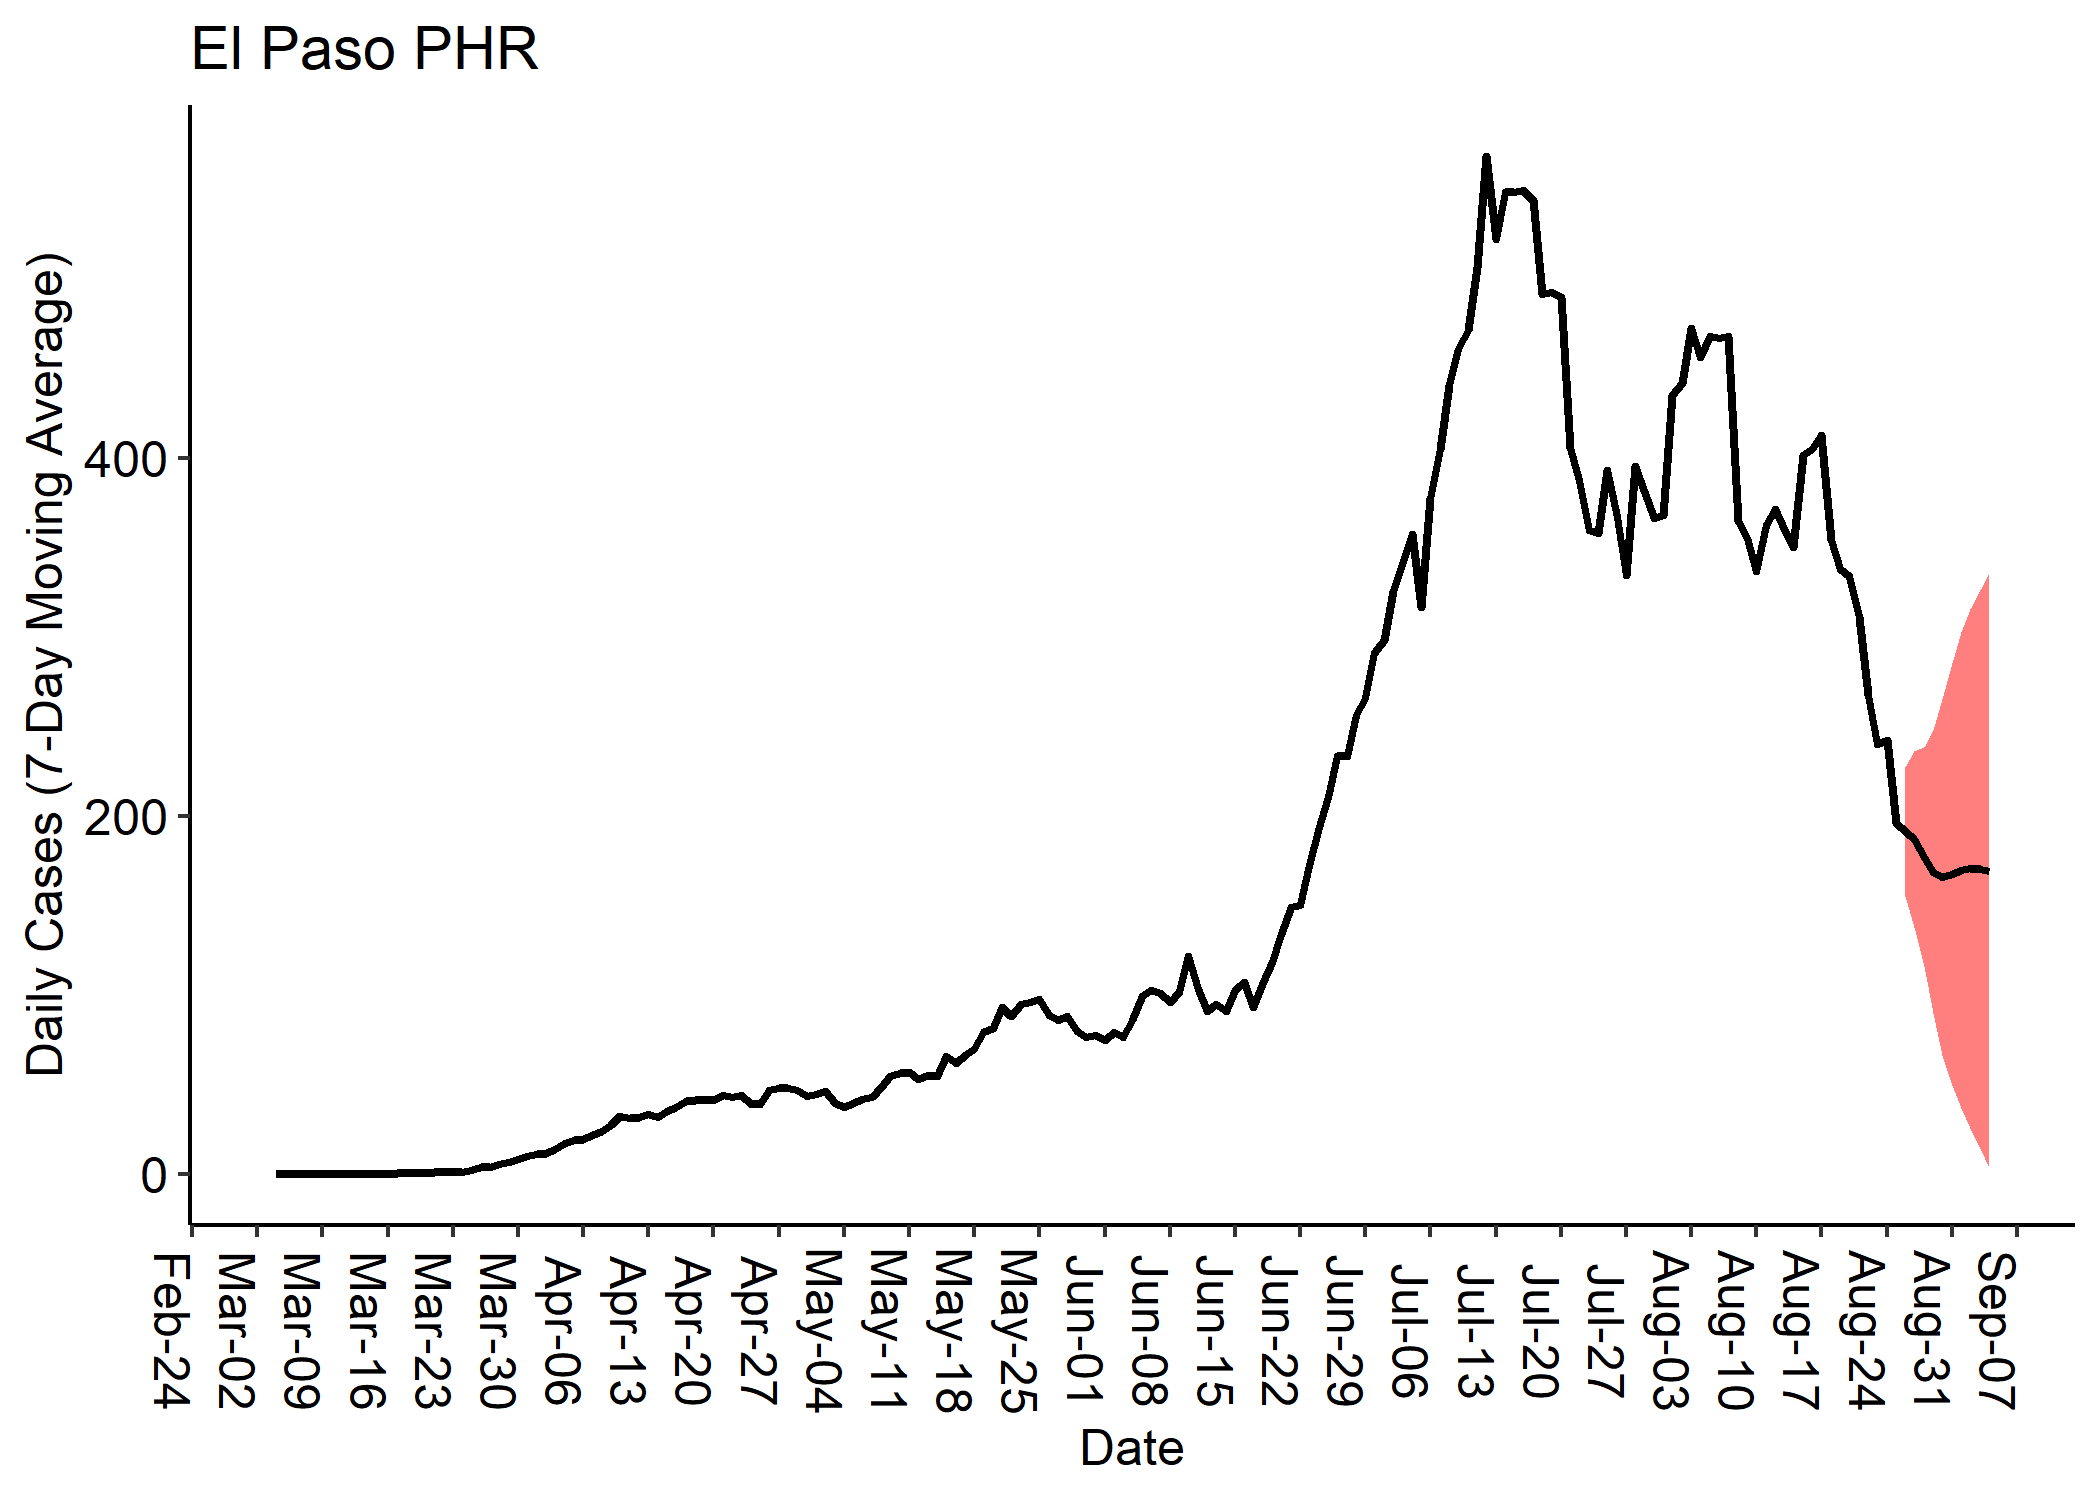 El Paso PHR
Daily Cases (7-Day Moving Average)
400
200
0
Feb-24
Mar-02
Mar-09
Mar-16
Mar-23
Mar-30
Apr-06
Apr-13
Apr-20
Apr-27
May-04
May-11
May-18
May-25
Jun-01
Jun-08
Jun-15
Jun-22
Jun-29
Jul-06
Jul-13
Jul-20
Jul-27
Aug-03
Aug-10
Aug-17
Aug-24
Aug-31
Sep-07
Date